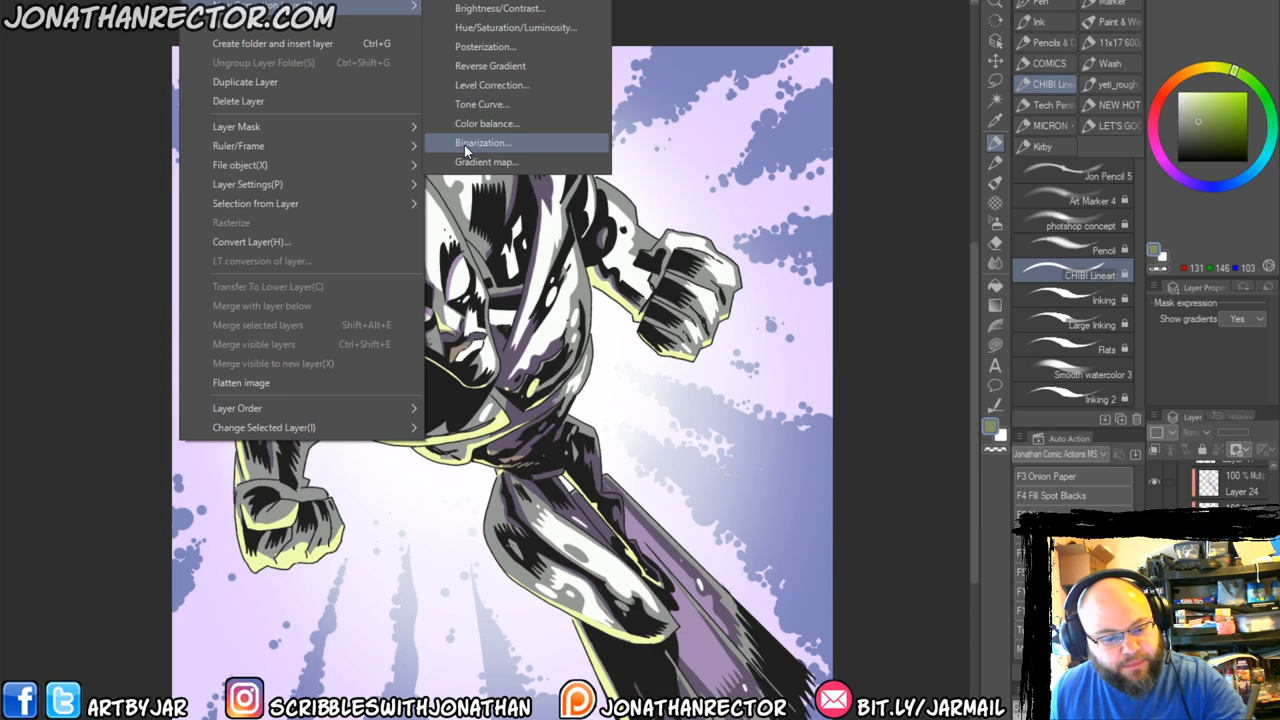 JONATHANRECTOR.COM
Create folder and insert layer Ctrl+G
Ungroup Layer Folder(S) Ctrl+Shift+G
Duplicate Layer
Delete Layer
Layer Mask
Ruler/Frame
File object(X)
Layer Settings(P)
Selection from Layer
Rasterize
Convert Layer(H)...
LT conversion of layer...
Transfer To Lower Layer(C)
Merge with layer below
Merge selected layers Shift+Alt+E
Merge visible layers Ctrl+Shift+E
Merge visible to new layer(X)
Flatten image
Layer Order
Change Selected Layer(I)
Brightness/Contrast...
Hue/Saturation/Luminosity...
Posterization...
Reverse Gradient
Level Correction...
Tone Curve...
Color balance...
Binarization...
Gradient map...
Pen Marker
Ink Paint & W
Pencils & C 11x17 600
COMICS Wash
CHIBI Line yeti_rough
Tech Pen NEW HOT
MICRON LET'S GO
Kirby
Jon Pencil 5
Art Marker 4
photshop concept
Pencil
CHIBI Lineart
Inking
Large Inking
Flats
Smooth watercolor 3
Inking 2
131 146 103
Layer Prope
Mask expression
Show gradients Yes
Layer
Auto Action
Jonathan Comic Actions MS
F3 Onion Paper
F4 Fill Spot Blacks
100 % Mult
Layer 24
ARTBYJAR
SCRIBBLESWITHJONATHAN
JONATHANRECTOR
BIT.LY/JARMAIL